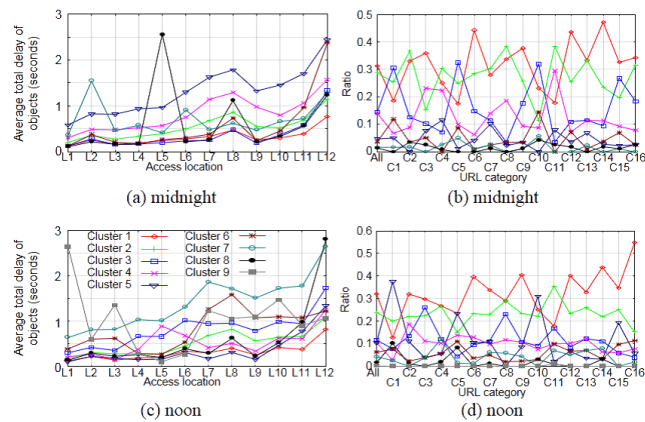 3
2
1
0
Average total delay of
objects (seconds)
L1 L2 L3 L4 L5 L6 L7 L8 L9 L10 L11 L12
Access location
(a) midnight
0.5
0.4
0.3
0.2
0.1
0
Ratio
All C2 C4 C6 C8 C10 C12 C14 C16
C1 C3 C5 C7 C9 C11 C13 C15
URL category
(b) midnight
3
2
1
0
Average total delay of
objects (seconds)
Cluster 1 Cluster 6
Cluster 2 Cluster 7
Cluster 3 Cluster 8
Cluster 4 Cluster 9
Cluster 5
L1 L2 L3 L4 L5 L6 L7 L8 L9 L10 L11 L12
Access location
(c) noon
0.6
0.5
0.4
0.3
0.2
0.1
0
Ratio
All C2 C4 C6 C8 C10 C12 C14 C16
C1 C3 C5 C7 C9 C11 C13 C15
URL category
(d) noon